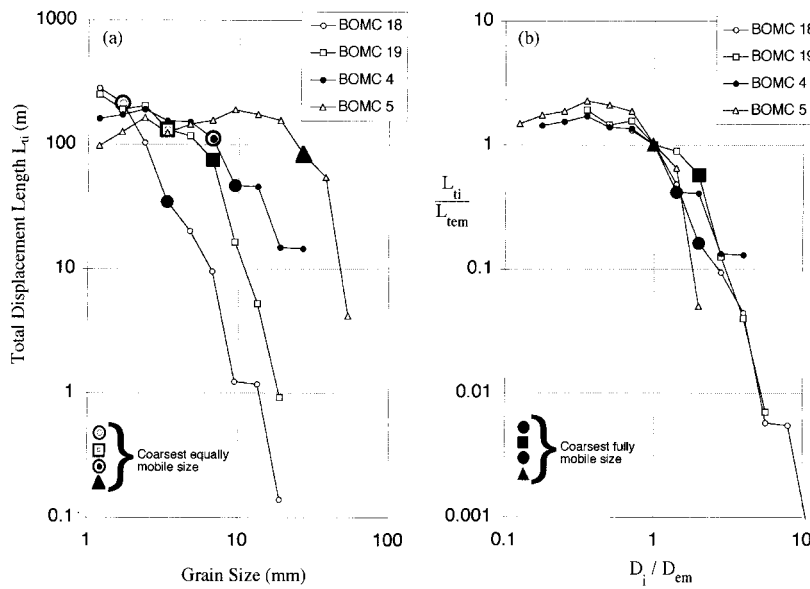 1000
100
10
1
0.1
1
10
100
Total Displacement Length L_ti (m)
Grain Size (mm)
(a)
BOMC 18
BOMC 19
BOMC 4
BOMC 5
Coarsest equally
mobile size
100
10
1
0.1
0.01
0.001
0.1
1
10
L_ti
L_tem
D_i / D_em
(b)
BOMC 18
BOMC 19
BOMC 4
BOMC 5
Coarsest fully
mobile size